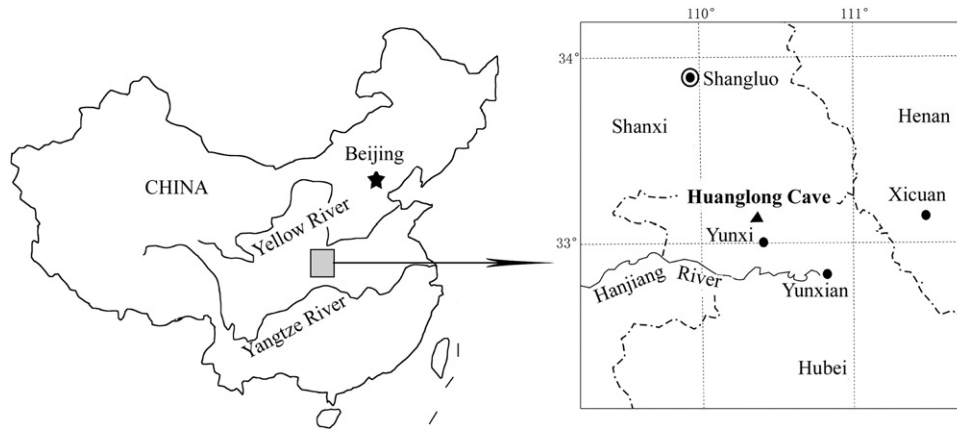 CHINA
Beijing
Yellow River
Yangtze River
110°
111°
34°
Shangluo
Shanxi
Henan
Huanglong Cave
Xicuan
Yunxi
33°
Hanjiang River
Yunxian
Hubei